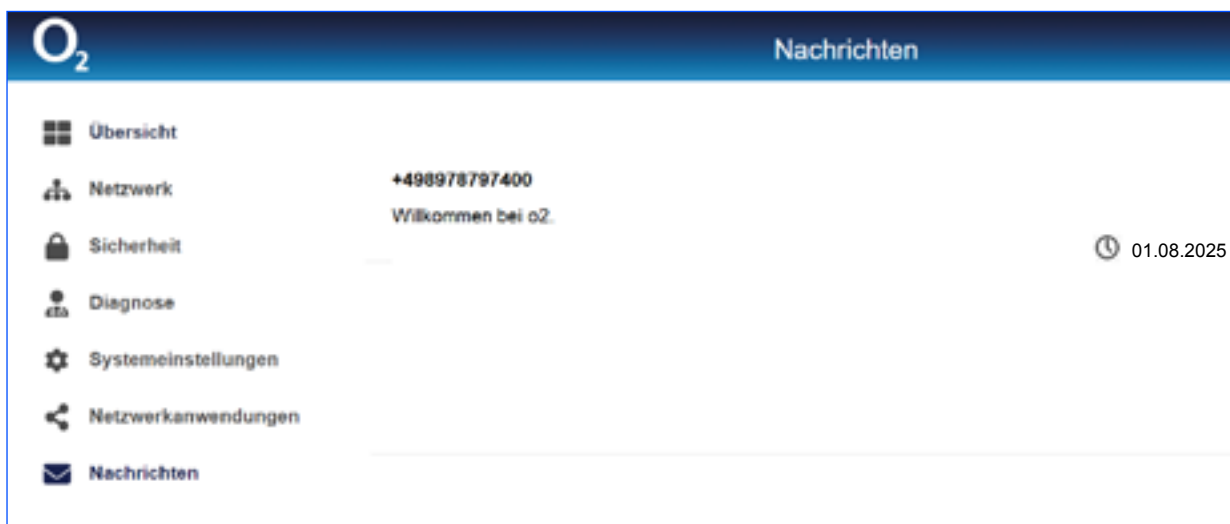 O2
Nachrichten
Übersicht
Netzwerk
Sicherheit
Diagnose
Systemeinstellungen
Netzwerkanwendungen
Nachrichten
+498978797400
Willkommen bei o2.
01.08.2025